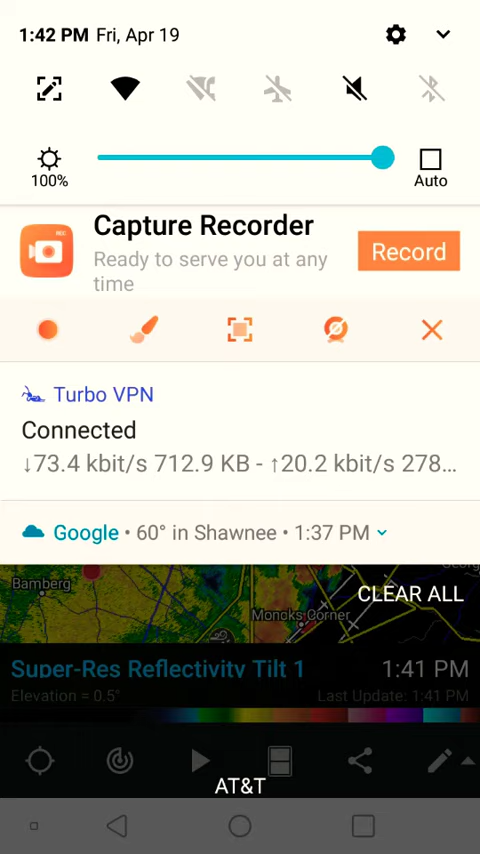 1:42 PM Fri, Apr 19
100%
Auto
REC
Capture Recorder
Ready to serve you at any
time
Record
Turbo VPN
Connected
↓73.4 kbit/s 712.9 KB - ↑20.2 kbit/s 278...
Google • 60° in Shawnee • 1:37 PM
Bamberg
CLEAR ALL
Moncks Corner
Super-Res Reflectivity Tilt 1
1:41 PM
Elevation = 0.5°
Last Update: 1:41 PM
AT&T